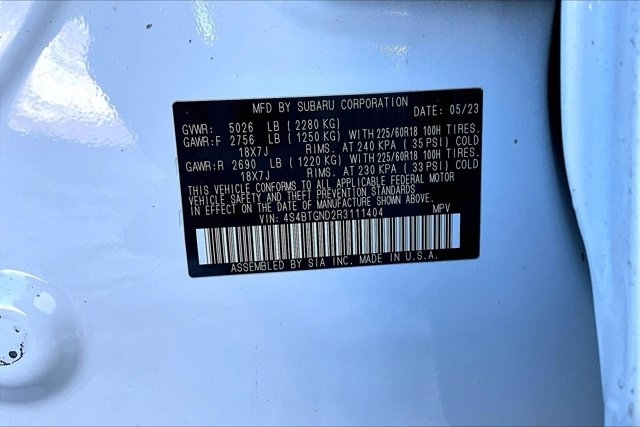 MFD BY SUBARU CORPORATION DATE: 05/23
GVWR: 5026 LB (2280 KG)
GAWR:F 2756 LB (1250 KG) WITH 225/60R18 100H TIRES.
18X7J RIMS. AT 240 KPA (35 PSI) COLD
GAWR:R 2690 LB (1220 KG) WITH 225/60R18 100H TIRES.
18X7J RIMS. AT 230 KPA (33 PSI) COLD
THIS VEHICLE CONFORMS TO ALL APPLICABLE FEDERAL MOTOR
VEHICLE SAFETY AND THEFT PREVENTION STANDARDS
IN EFFECT ON THE DATE OF MANUFACTURE SHOWN ABOVE.
VIN: 4S4BTGND2R3111404 MPV
ASSEMBLED BY SIA INC. MADE IN U.S.A.